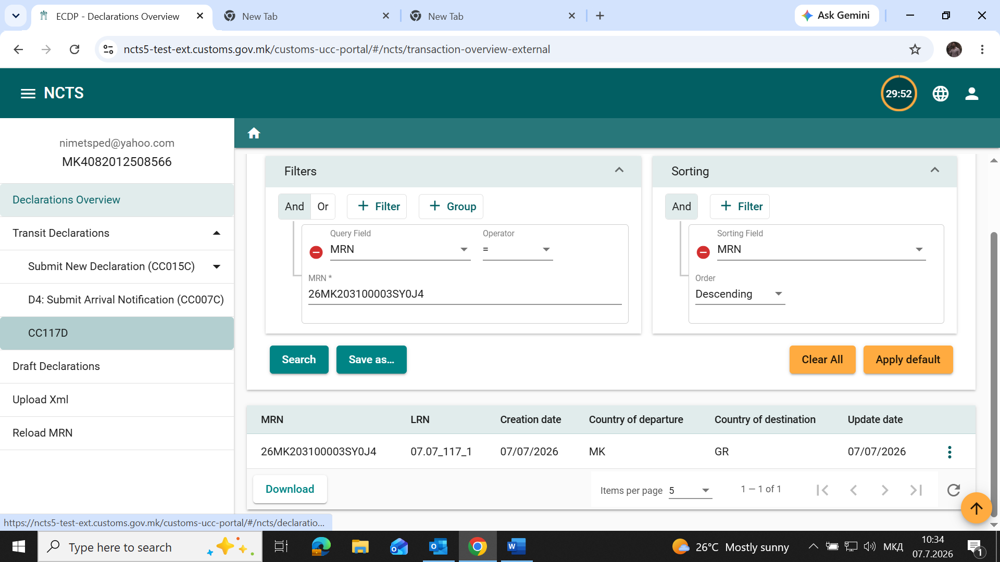 ECDP - Declarations Overview
New Tab
New Tab
Ask Gemini
ncts5-test-ext.customs.gov.mk/customs-ucc-portal/#/ncts/transaction-overview-external
NCTS
29:52
nimetsped@yahoo.com
MK4082012508566
Declarations Overview
Transit Declarations
Submit New Declaration (CC015C)
D4: Submit Arrival Notification (CC007C)
CC117D
Draft Declarations
Upload Xml
Reload MRN
Filters
And Or + Filter + Group
Query Field
MRN
Operator
=
MRN *
26MK203100003SY0J4
Sorting
And + Filter
Sorting Field
MRN
Order
Descending
Search Save as... Clear All Apply default
MRN LRN Creation date Country of departure Country of destination Update date
26MK203100003SY0J4 07.07_117_1 07/07/2026 MK GR 07/07/2026
Download
Items per page 5 1 – 1 of 1
https://ncts5-test-ext.customs.gov.mk/customs-ucc-portal/#/ncts/declaratio...
Type here to search
26°C Mostly sunny
МКД
10:34
07.7.2026
1